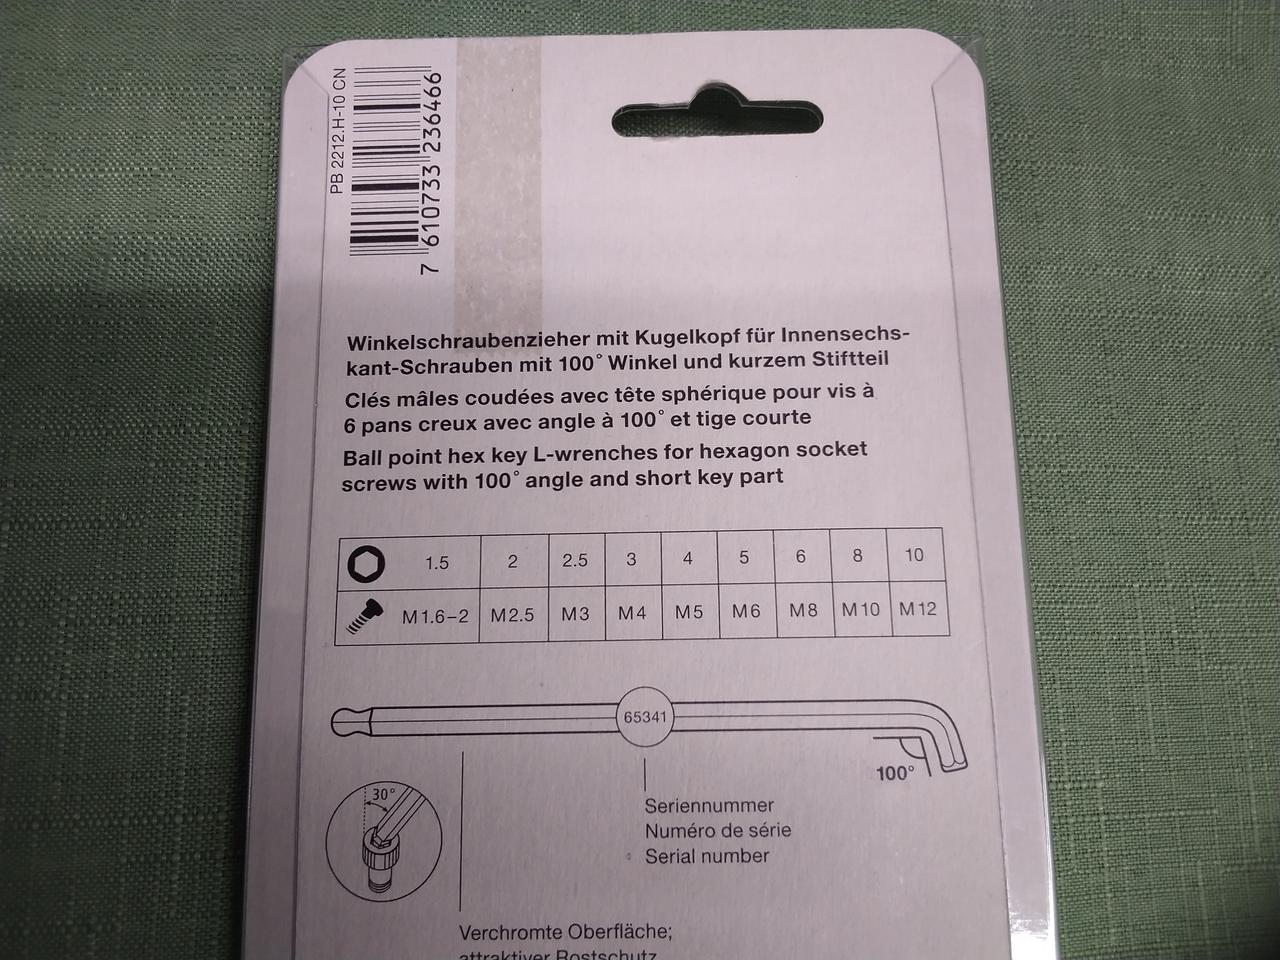 PB 2212.H-10 CN
7 610733 236466
Winkelschraubenzieher mit Kugelkopf für Innensechs-
kant-Schrauben mit 100° Winkel und kurzem Stiftteil
Clés mâles coudées avec tête sphérique pour vis à
6 pans creux avec angle à 100° et tige courte
Ball point hex key L-wrenches for hexagon socket
screws with 100° angle and short key part
1.5 2 2.5 3 4 5 6 8 10
M1.6–2 M2.5 M3 M4 M5 M6 M8 M10 M12
65341
100°
30°
Seriennummer
Numéro de série
Serial number
Verchromte Oberfläche;
attraktiver Rostschutz